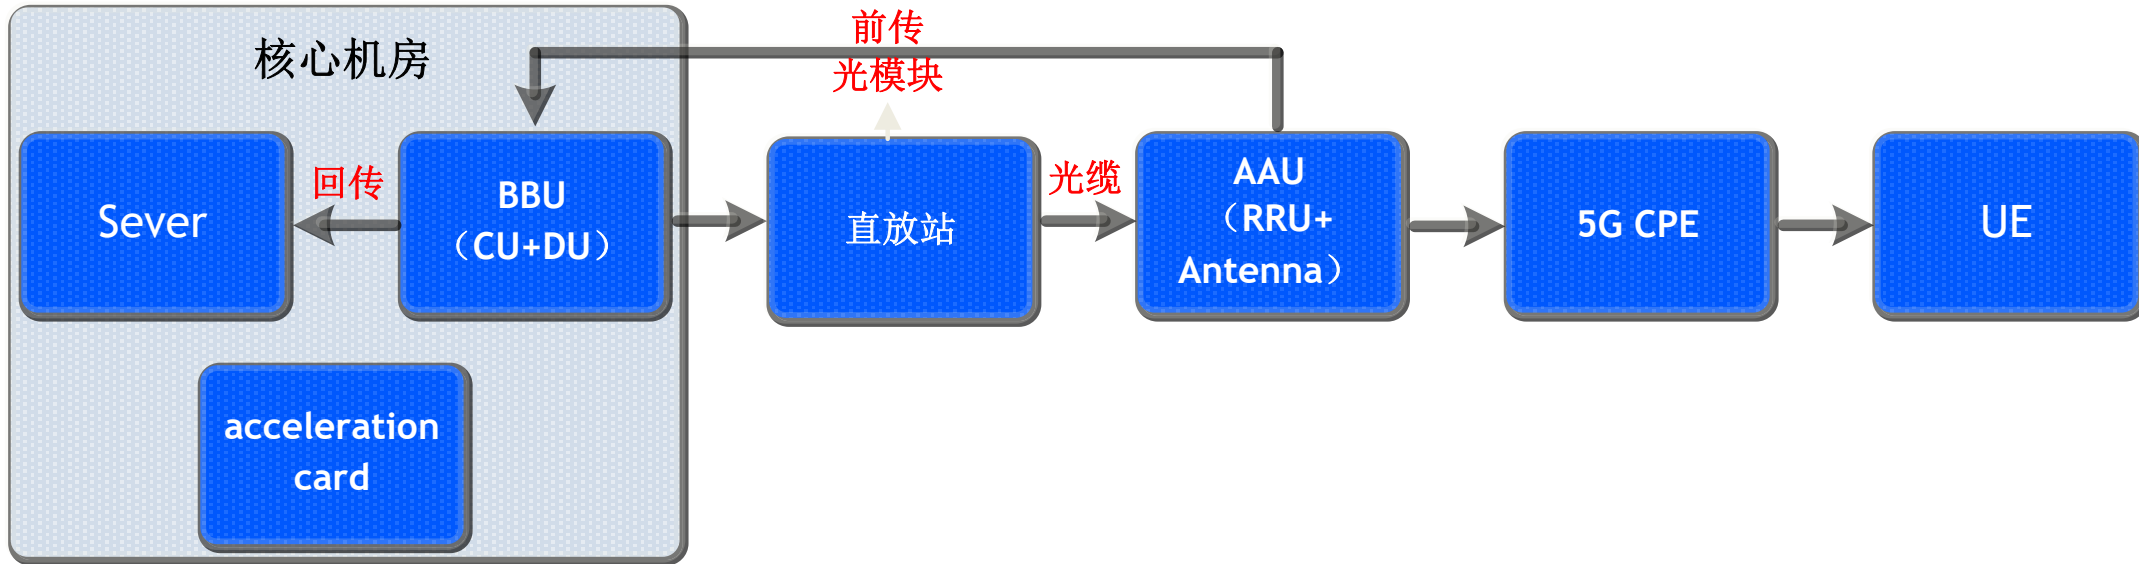 核心机房
前传
光模块
Sever
回传
BBU
（CU+DU）
直放站
光缆
AAU
（RRU+
Antenna）
5G CPE
UE
acceleration
card